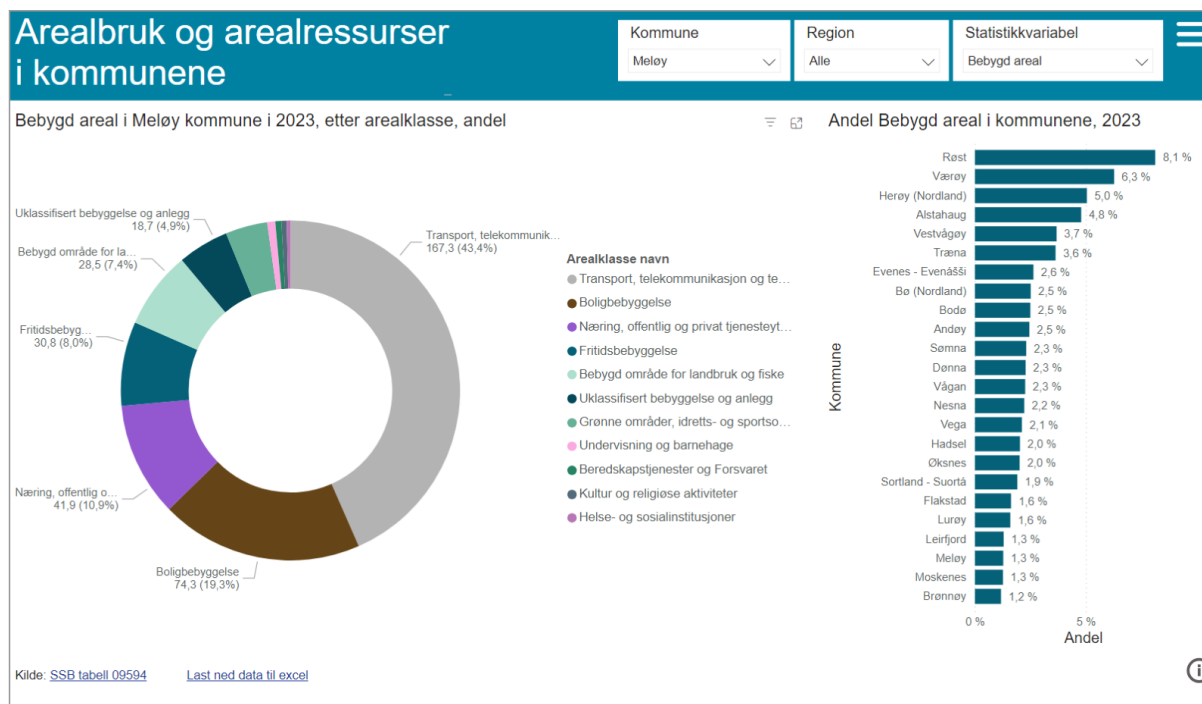 Arealbruk og arealressurser
i kommunene
Kommune
Meløy
Region
Alle
Statistikkvariabel
Bebygd areal
Bebygd areal i Meløy kommune i 2023, etter arealklasse, andel
Uklassifisert bebyggelse og anlegg
18,7 (4,9%)
Bebygd område for la…
28,5 (7,4%)
Fritidsbebyg…
30,8 (8,0%)
Næring, offentlig o…
41,9 (10,9%)
Boligbebyggelse
74,3 (19,3%)
Transport, telekommunik…
167,3 (43,4%)
Arealklasse navn
Transport, telekommunikasjon og te…
Boligbebyggelse
Næring, offentlig og privat tjenesteyt…
Fritidsbebyggelse
Bebygd område for landbruk og fiske
Uklassifisert bebyggelse og anlegg
Grønne områder, idretts- og sportso…
Undervisning og barnehage
Beredskapstjenester og Forsvaret
Kultur og religiøse aktiviteter
Helse- og sosialinstitusjoner
Andel Bebygd areal i kommunene, 2023
Kommune
Røst 8,1 %
Værøy 6,3 %
Herøy (Nordland) 5,0 %
Alstahaug 4,8 %
Vestvågøy 3,7 %
Træna 3,6 %
Evenes - Evenášši 2,6 %
Bø (Nordland) 2,5 %
Bodø 2,5 %
Andøy 2,5 %
Sømna 2,3 %
Dønna 2,3 %
Vågan 2,3 %
Nesna 2,2 %
Vega 2,1 %
Hadsel 2,0 %
Øksnes 2,0 %
Sortland - Suortá 1,9 %
Flakstad 1,6 %
Lurøy 1,6 %
Leirfjord 1,3 %
Meløy 1,3 %
Moskenes 1,3 %
Brønnøy 1,2 %
0 % 5 %
Andel
Kilde: SSB tabell 09594 Last ned data til excel